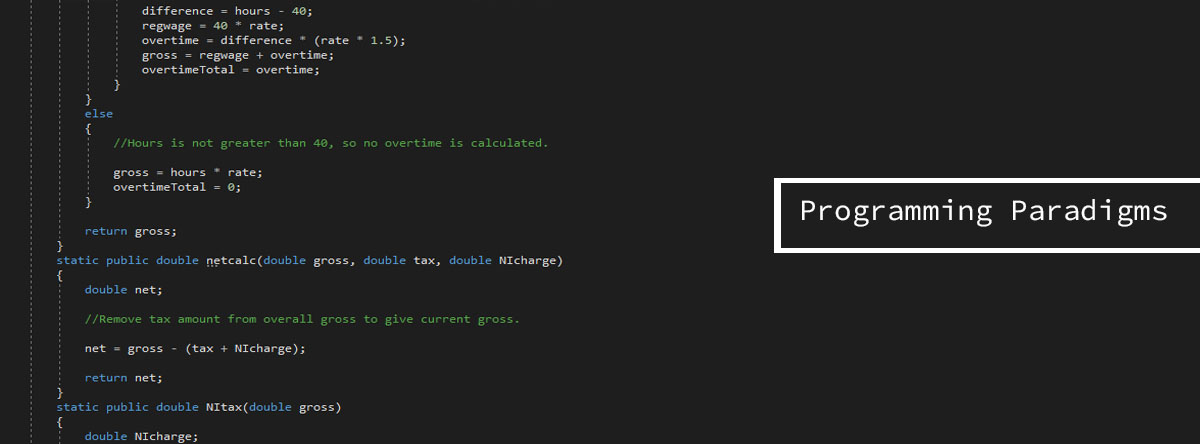 difference = hours - 40;
regwage = 40 * rate;
overtime = difference * (rate * 1.5);
gross = regwage + overtime;
overtimeTotal = overtime;
}
}
else
{
//Hours is not greater than 40, so no overtime is calculated.
gross = hours * rate;
overtimeTotal = 0;
}
return gross;
}
static public double netcalc(double gross, double tax, double NIcharge)
{
double net;
//Remove tax amount from overall gross to give current gross.
net = gross - (tax + NIcharge);
return net;
}
static public double NItax(double gross)
{
double NIcharge;
Programming Paradigms